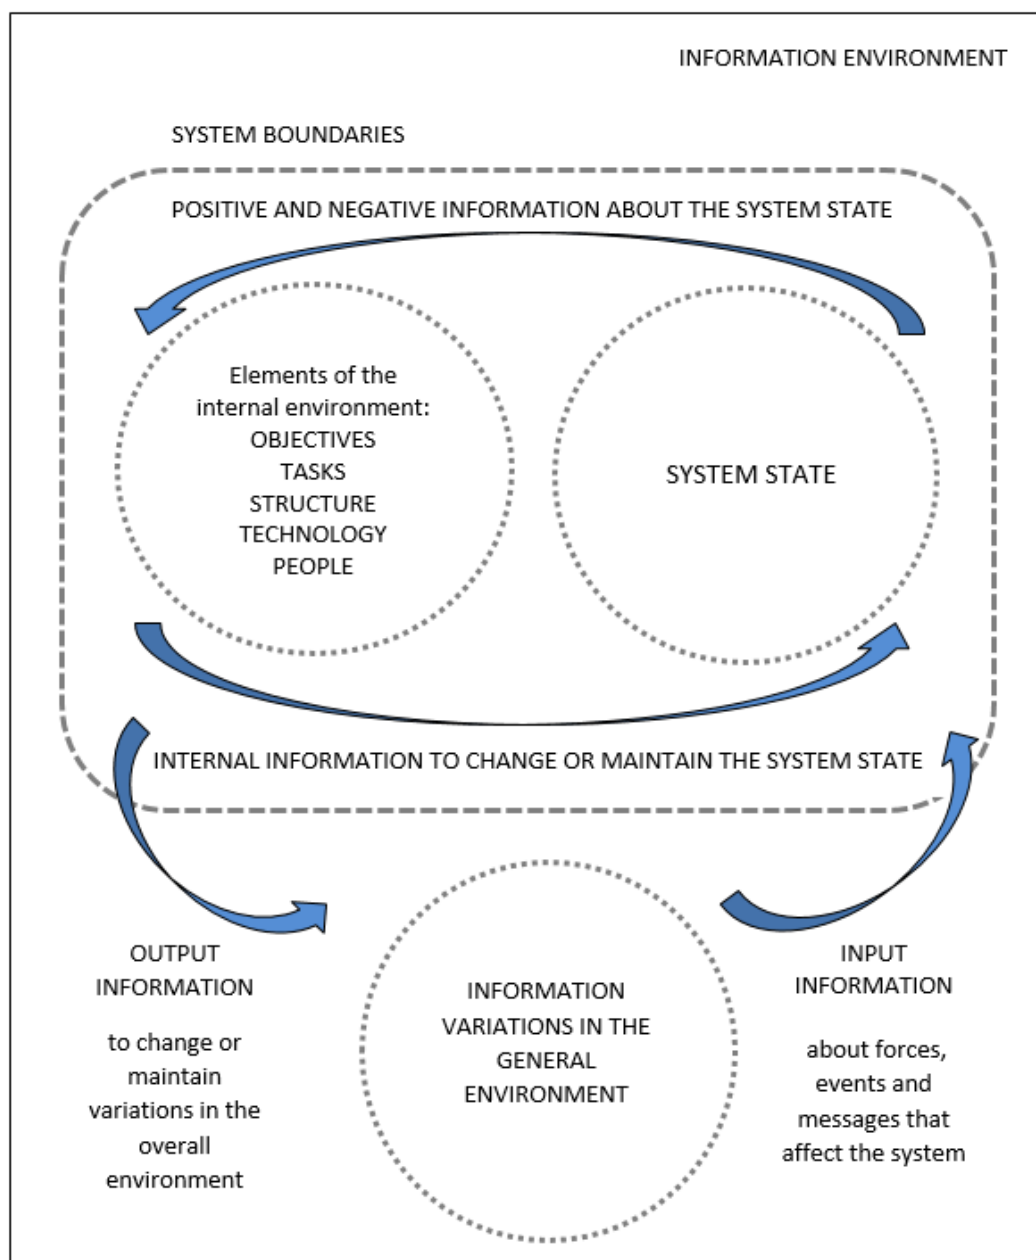 INFORMATION ENVIRONMENT
SYSTEM BOUNDARIES
POSITIVE AND NEGATIVE INFORMATION ABOUT THE SYSTEM STATE
Elements of the
internal environment:
OBJECTIVES
TASKS
STRUCTURE
TECHNOLOGY
PEOPLE
SYSTEM STATE
INTERNAL INFORMATION TO CHANGE OR MAINTAIN THE SYSTEM STATE
OUTPUT
INFORMATION
to change or
maintain
variations in the
overall
environment
INFORMATION
VARIATIONS IN THE
GENERAL
ENVIRONMENT
INPUT
INFORMATION
about forces,
events and
messages that
affect the system